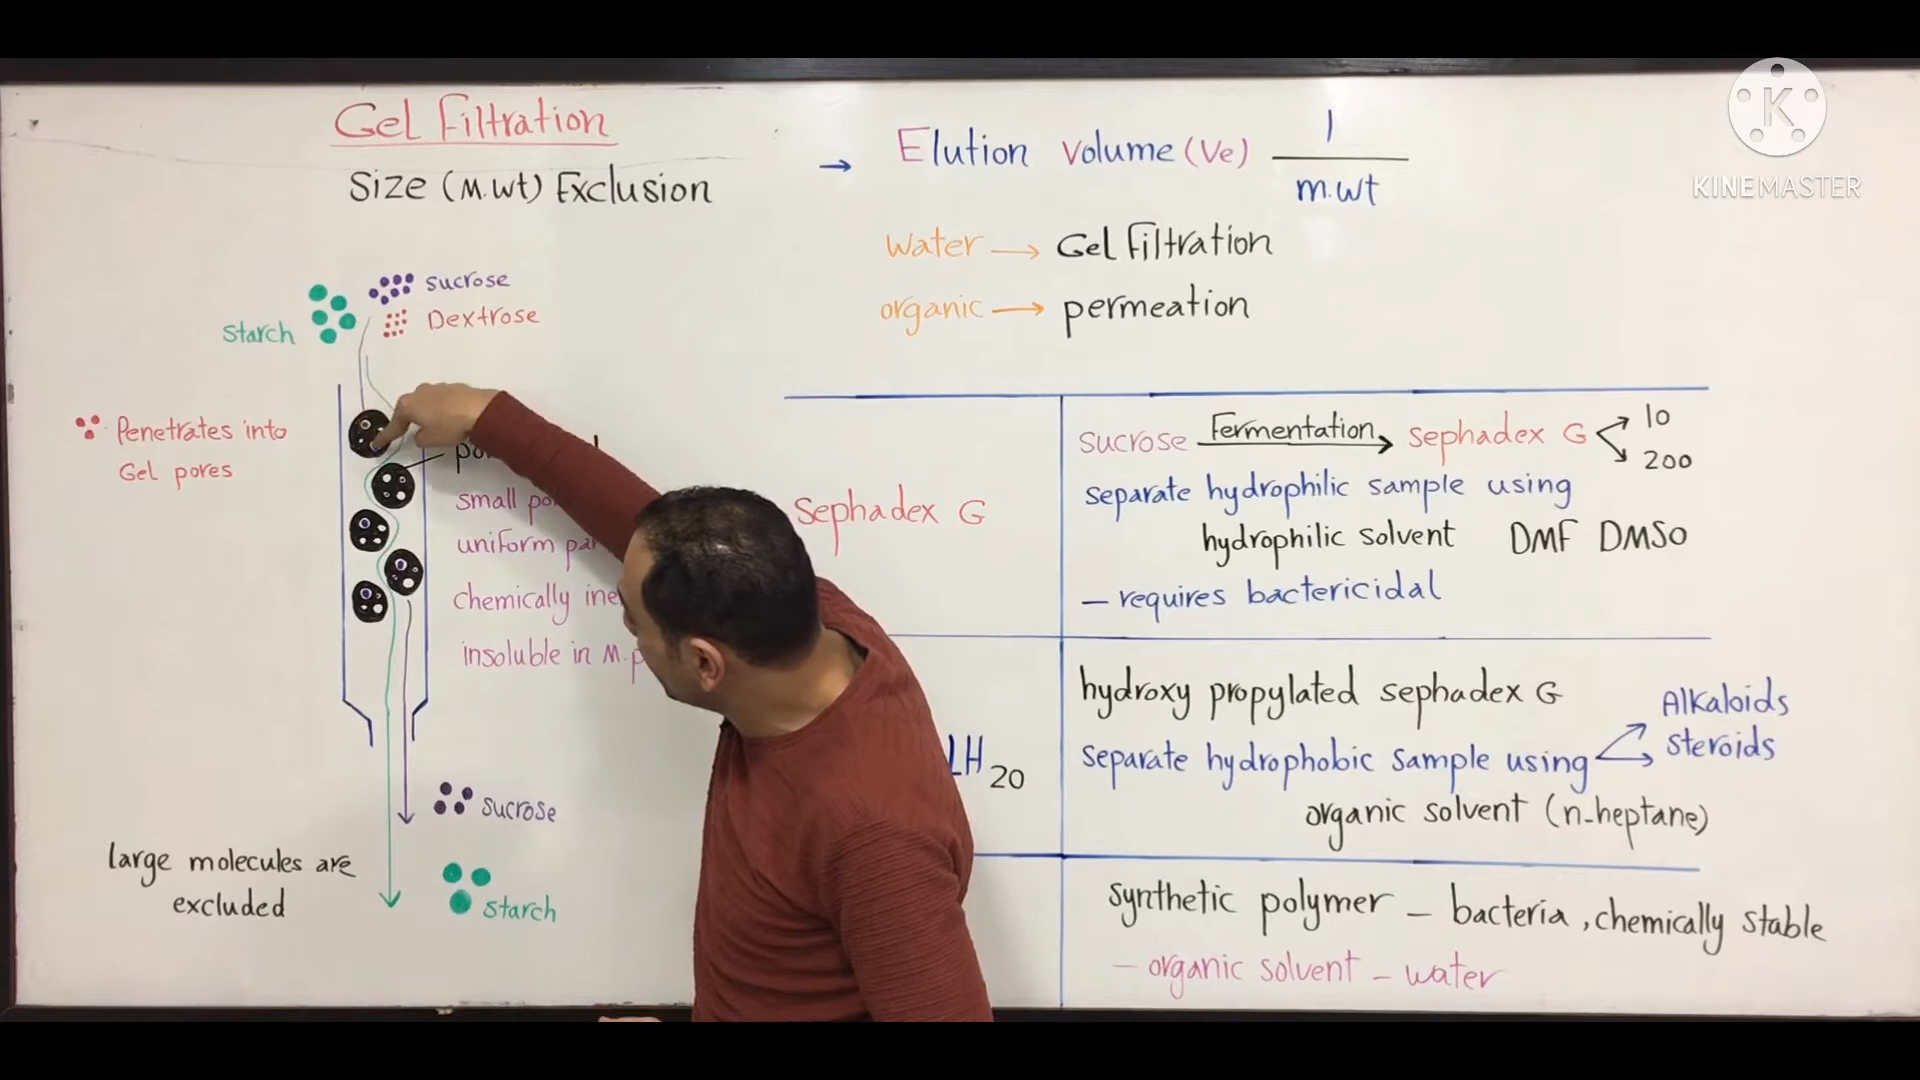 Gel Filtration
Size (M.wt) Exclusion
→ Elution Volume (Ve) 1
m.wt
water → Gel Filtration
organic → permeation
KINEMASTER
sucrose
Dextrose
starch
Penetrates into
Gel pores
small
uniform
chemically
insoluble in M.
sucrose
large molecules are
excluded
starch
Sephadex G
sucrose Fermentation → sephadex G 10
200
separate hydrophilic sample using
hydrophilic solvent DMF DMSO
– requires bactericidal
LH 20
hydroxy propylated sephadex G
separate hydrophobic sample using Alkaloids
steroids
organic solvent (n-heptane)
synthetic polymer – bacteria, chemically stable
– organic solvent – water